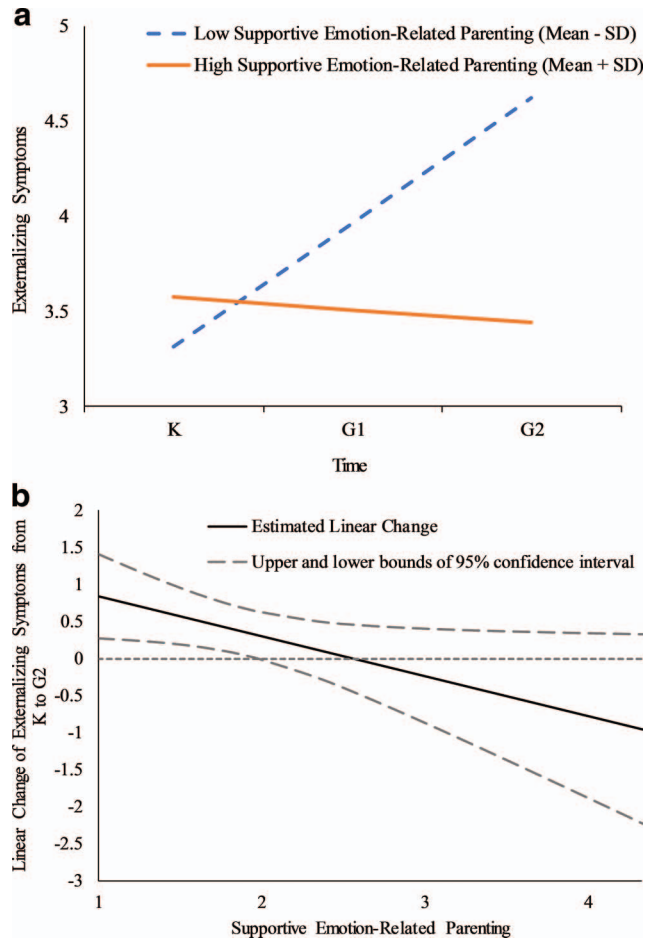 a
5
Low Supportive Emotion-Related Parenting (Mean - SD)
High Supportive Emotion-Related Parenting (Mean + SD)
4.5
4
3.5
3
Externalizing Symptoms
K G1 G2
Time
b
2
Estimated Linear Change
1.5
Upper and lower bounds of 95% confidence interval
1
0.5
0
-0.5
-1
-1.5
-2
-2.5
-3
Linear Change of Externalizing Symptoms from
K to G2
1 2 3 4
Supportive Emotion-Related Parenting